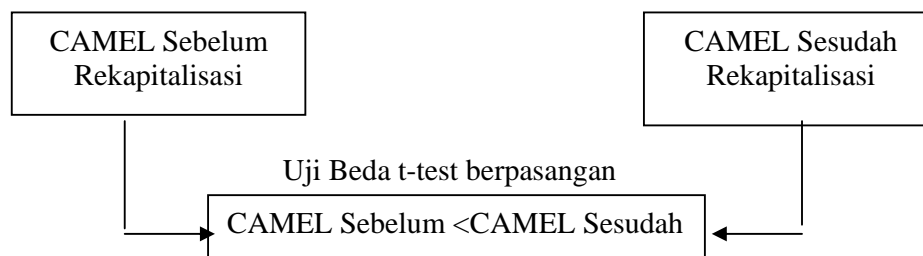 CAMEL Sebelum
Rekapitalisasi
CAMEL Sesudah
Rekapitalisasi
Uji Beda t-test berpasangan
CAMEL Sebelum <CAMEL Sesudah